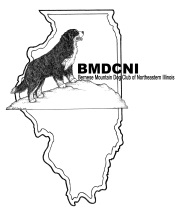 BMDCNI
Bernese Mountain Dog Club of Northeastern Illinois